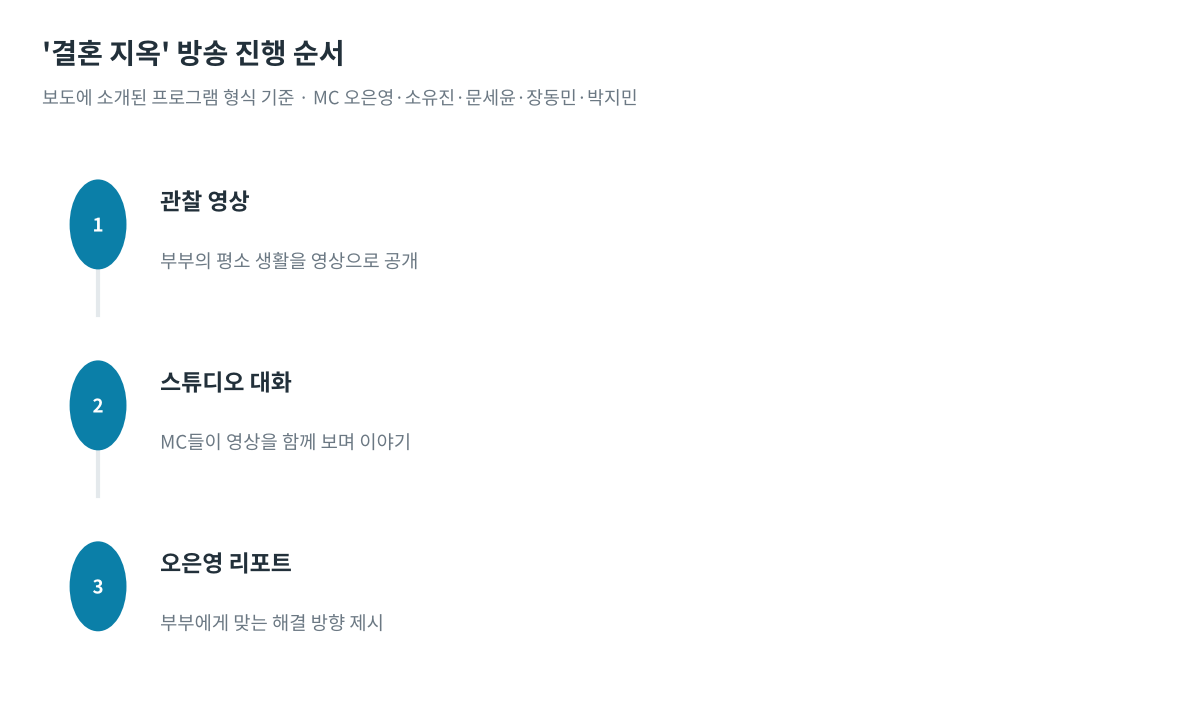 '결혼 지옥' 방송 진행 순서
보도에 소개된 프로그램 형식 기준 · MC 오은영·소유진·문세윤·장동민·박지민
1
관찰 영상
부부의 평소 생활을 영상으로 공개
2
스튜디오 대화
MC들이 영상을 함께 보며 이야기
3
오은영 리포트
부부에게 맞는 해결 방향 제시